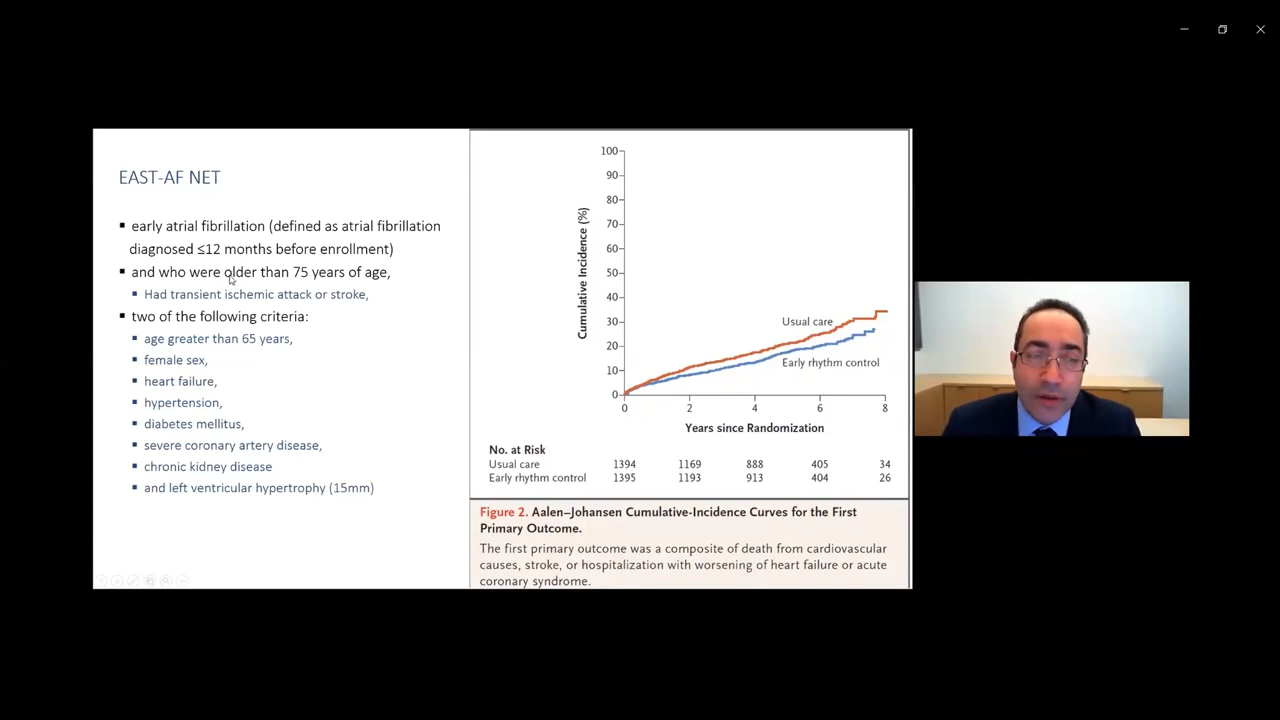 EAST-AF NET
▪ early atrial fibrillation (defined as atrial fibrillation
diagnosed ≤12 months before enrollment)
▪ and who were older than 75 years of age,
▪ Had transient ischemic attack or stroke,
▪ two of the following criteria:
▪ age greater than 65 years,
▪ female sex,
▪ heart failure,
▪ hypertension,
▪ diabetes mellitus,
▪ severe coronary artery disease,
▪ chronic kidney disease
▪ and left ventricular hypertrophy (15mm)
Cumulative Incidence (%)
100
90
80
70
60
50
40
30
20
10
0
Usual care
Early rhythm control
0 2 4 6 8
Years since Randomization
No. at Risk
Usual care 1394 1169 888 405 34
Early rhythm control 1395 1193 913 404 26
Figure 2. Aalen–Johansen Cumulative-Incidence Curves for the First
Primary Outcome.
The first primary outcome was a composite of death from cardiovascular
causes, stroke, or hospitalization with worsening of heart failure or acute
coronary syndrome.